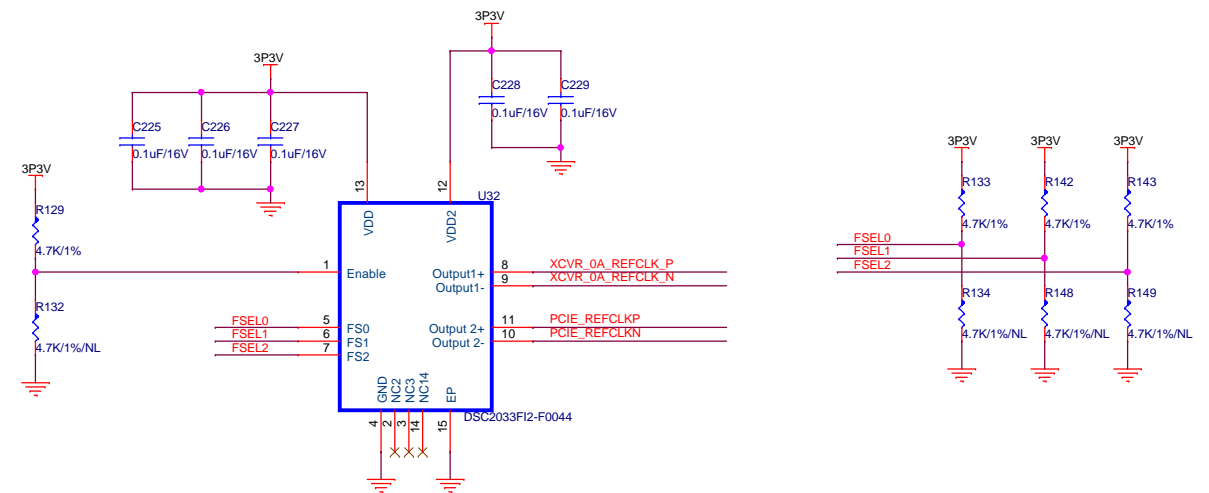 3P3V
3P3V
C228
C229
0.1uF/16V
0.1uF/16V
C225
C226
C227
0.1uF/16V
0.1uF/16V
0.1uF/16V
3P3V
R129
4.7K/1%
R132
4.7K/1%/NL
13
12
U32
VDD
VDD2
1
Enable
Output1+
8
XCVR_0A_REFCLK_P
Output1-
9
XCVR_0A_REFCLK_N
FSEL0
5
FS0
Output 2+
11
PCIE_REFCLKP
FSEL1
6
FS1
Output 2-
10
PCIE_REFCLKN
FSEL2
7
FS2
GND
NC2
NC3
NC14
EP
DSC2033FI2-F0044
4
2
3
14
15
3P3V
3P3V
3P3V
R133
R142
R143
4.7K/1%
4.7K/1%
4.7K/1%
FSEL0
FSEL1
FSEL2
R134
R148
R149
4.7K/1%/NL
4.7K/1%/NL
4.7K/1%/NL